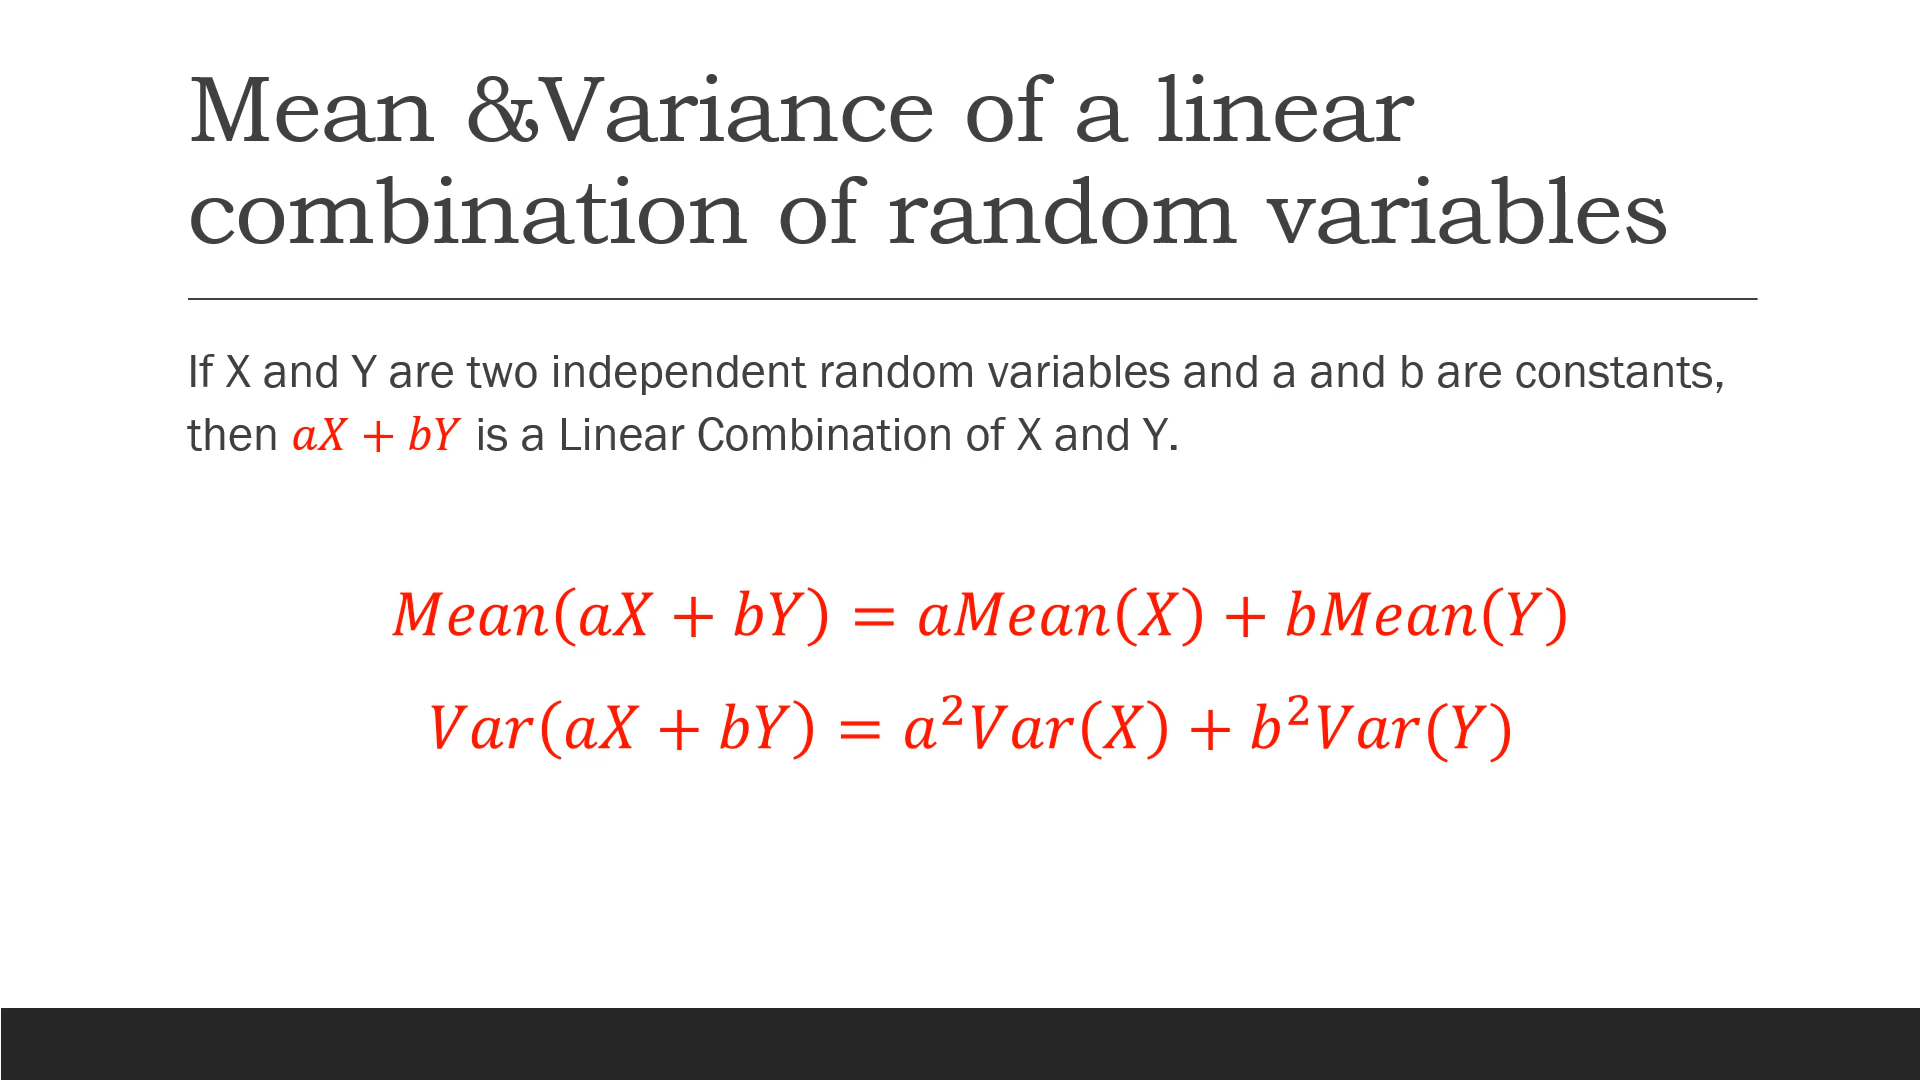 Mean &Variance of a linear
combination of random variables
If X and Y are two independent random variables and a and b are constants,
then 𝑎𝑋 + 𝑏𝑌 is a Linear Combination of X and Y.
𝑀𝑒𝑎𝑛(𝑎𝑋 + 𝑏𝑌) = 𝑎𝑀𝑒𝑎𝑛(𝑋) + 𝑏𝑀𝑒𝑎𝑛(𝑌)
𝑉𝑎𝑟(𝑎𝑋 + 𝑏𝑌) = 𝑎²𝑉𝑎𝑟(𝑋) + 𝑏²𝑉𝑎𝑟(𝑌)